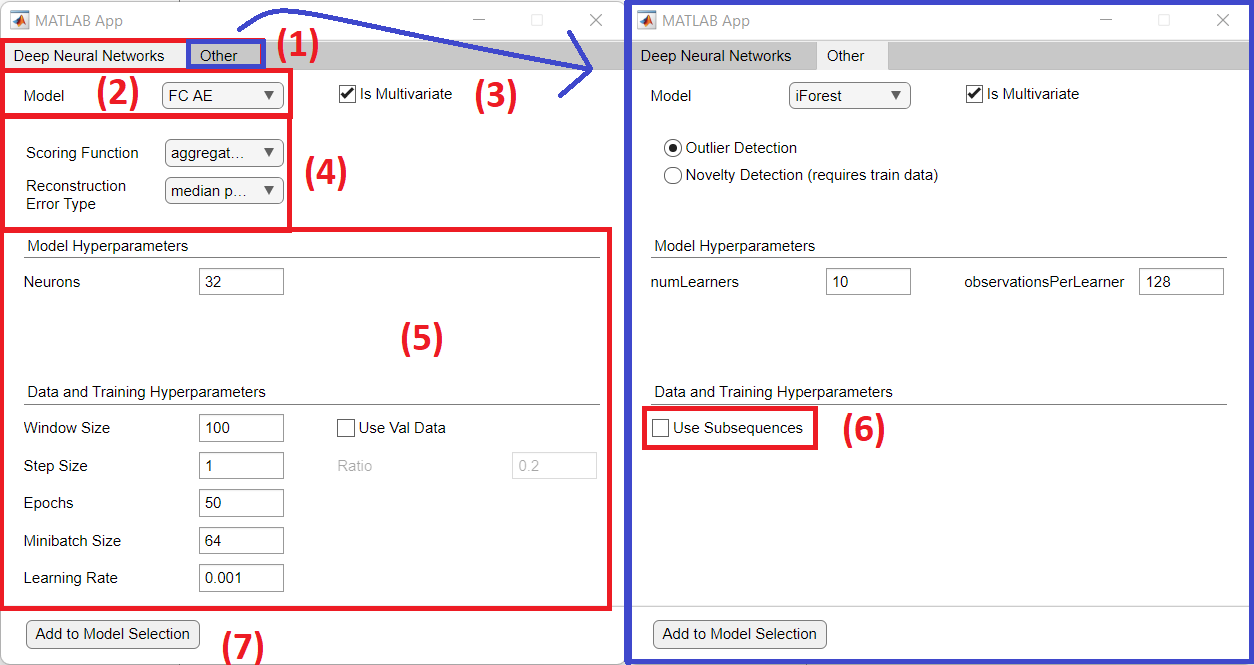 MATLAB App
Deep Neural Networks Other (1)
Model (2) FC AE Is Multivariate (3)
Scoring Function aggregat...
(4)
Reconstruction
Error Type median p...
Model Hyperparameters
Neurons 32
(5)
Data and Training Hyperparameters
Window Size 100 Use Val Data
Step Size 1 Ratio 0.2
Epochs 50
Minibatch Size 64
Learning Rate 0.001
Add to Model Selection (7)
MATLAB App
Deep Neural Networks Other
Model iForest Is Multivariate
Outlier Detection
Novelty Detection (requires train data)
Model Hyperparameters
numLearners 10 observationsPerLearner 128
Data and Training Hyperparameters
Use Subsequences (6)
Add to Model Selection